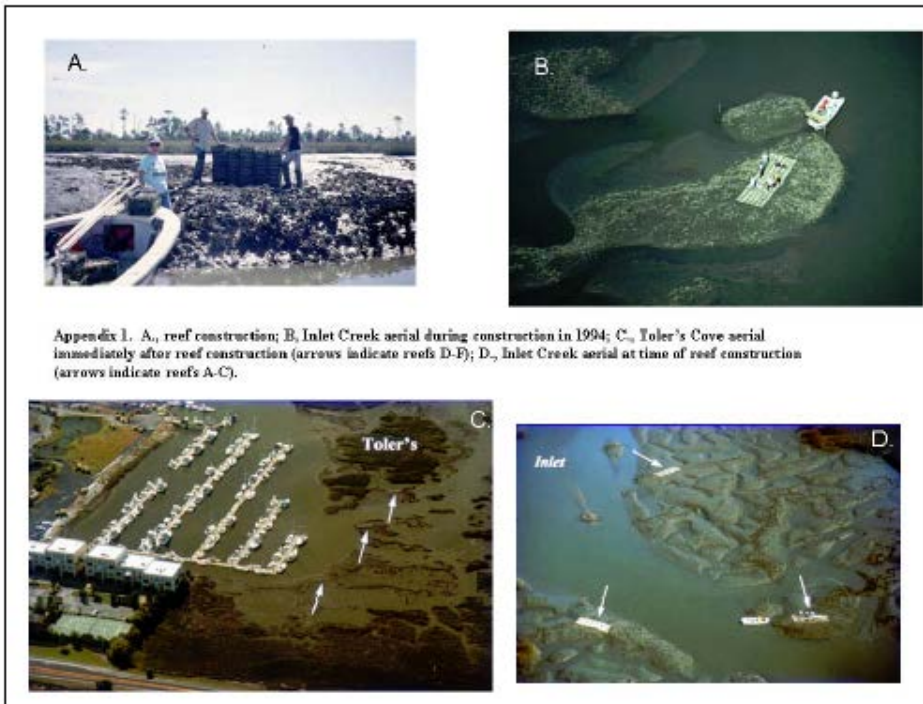 A.
B.
Appendix 1. A., reef construction; B, Inlet Creek aerial during construction in 1994; C., Toler's Cove aerial
immediately after reef construction (arrows indicate reefs D-F); D., Inlet Creek aerial at time of reef construction
(arrows indicate reefs A-C).
C.
Toler's
D.
Inlet